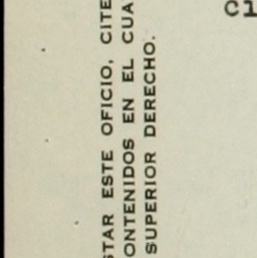 STAR ESTE OFICIO, CITE
ONTENIDOS EN EL CUA
SUPERIOR DERECHO.